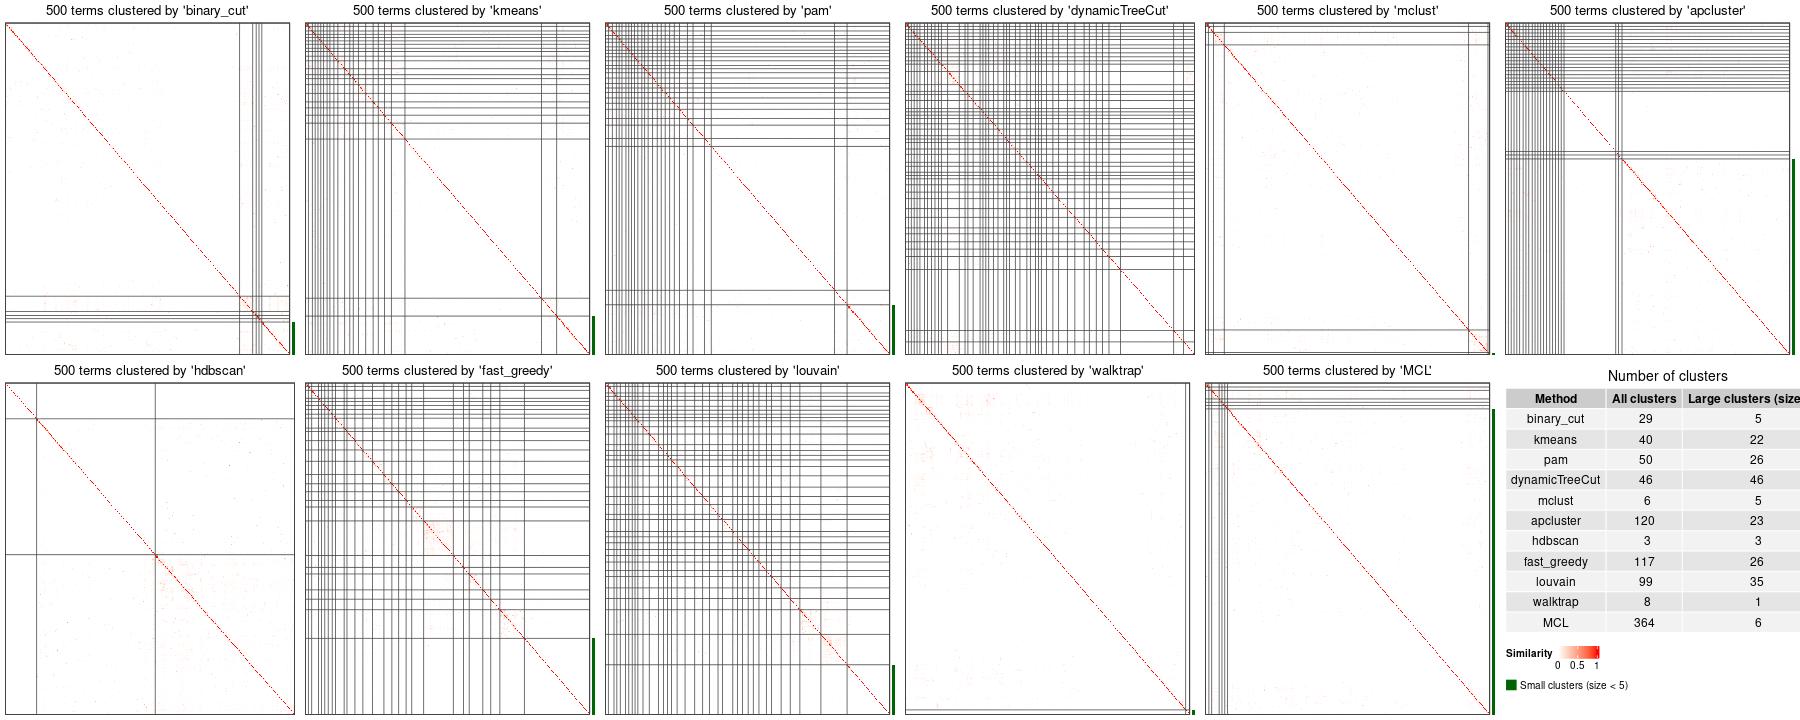 500 terms clustered by 'binary_cut'
500 terms clustered by 'kmeans'
500 terms clustered by 'pam'
500 terms clustered by 'dynamicTreeCut'
500 terms clustered by 'mclust'
500 terms clustered by 'apcluster'
500 terms clustered by 'hdbscan'
500 terms clustered by 'fast_greedy'
500 terms clustered by 'louvain'
500 terms clustered by 'walktrap'
500 terms clustered by 'MCL'
Number of clusters
Method All clusters Large clusters (size
binary_cut 29 5
kmeans 40 22
pam 50 26
dynamicTreeCut 46 46
mclust 6 5
apcluster 120 23
hdbscan 3 3
fast_greedy 117 26
louvain 99 35
walktrap 8 1
MCL 364 6
Similarity
0 0.5 1
Small clusters (size < 5)